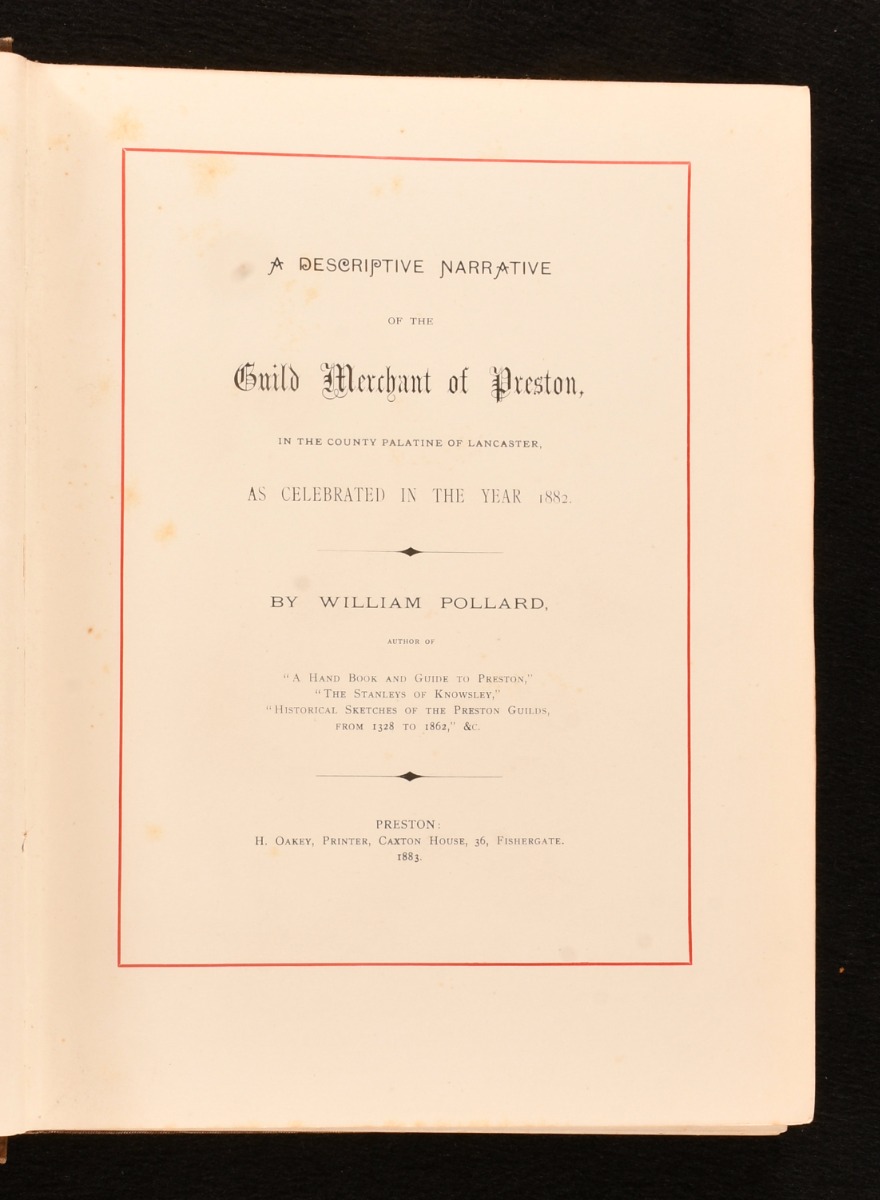 A DESCRIPTIVE NARRATIVE
OF THE
Guild Merchant of Preston,
IN THE COUNTY PALATINE OF LANCASTER,
AS CELEBRATED IN THE YEAR 1882.
BY WILLIAM POLLARD,
AUTHOR OF
"A HAND BOOK AND GUIDE TO PRESTON,"
"THE STANLEYS OF KNOWSLEY,"
"HISTORICAL SKETCHES OF THE PRESTON GUILDS,
FROM 1328 TO 1862," &C.
PRESTON:
H. OAKEY, PRINTER, CAXTON HOUSE, 36, FISHERGATE.
1883.